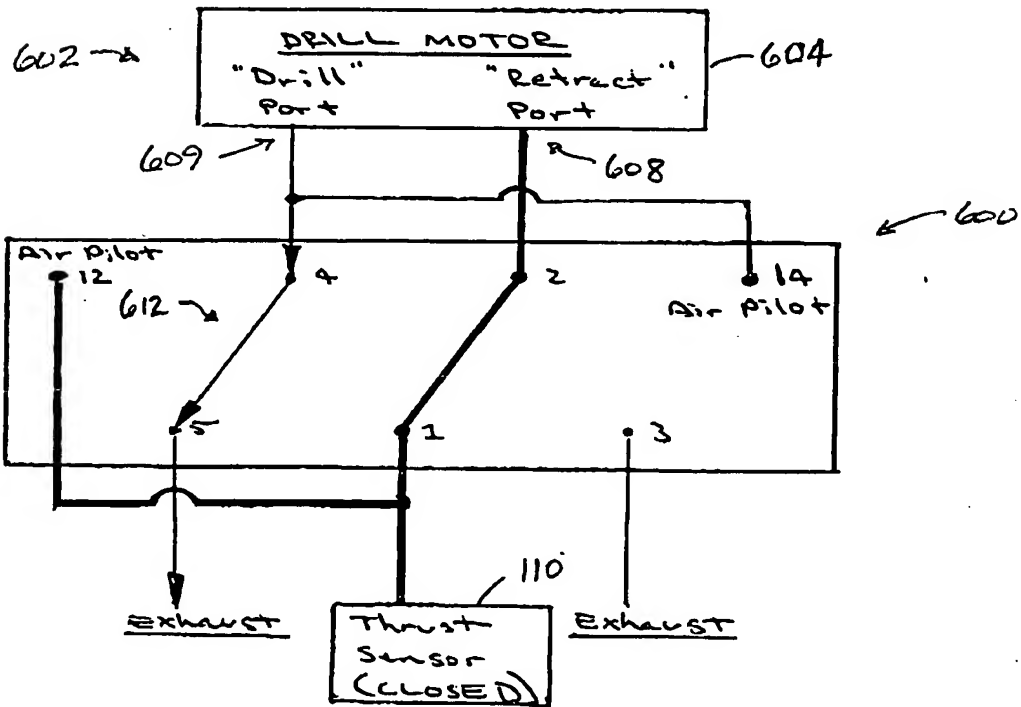 DRILL MOTOR
602
604
"Drill" Port
"Retract" Port
609
608
600
Air Pilot
12
4
2
14
Air Pilot
612
5
1
3
110
Exhaust
Thrust
Sensor
(CLOSED)
Exhaust